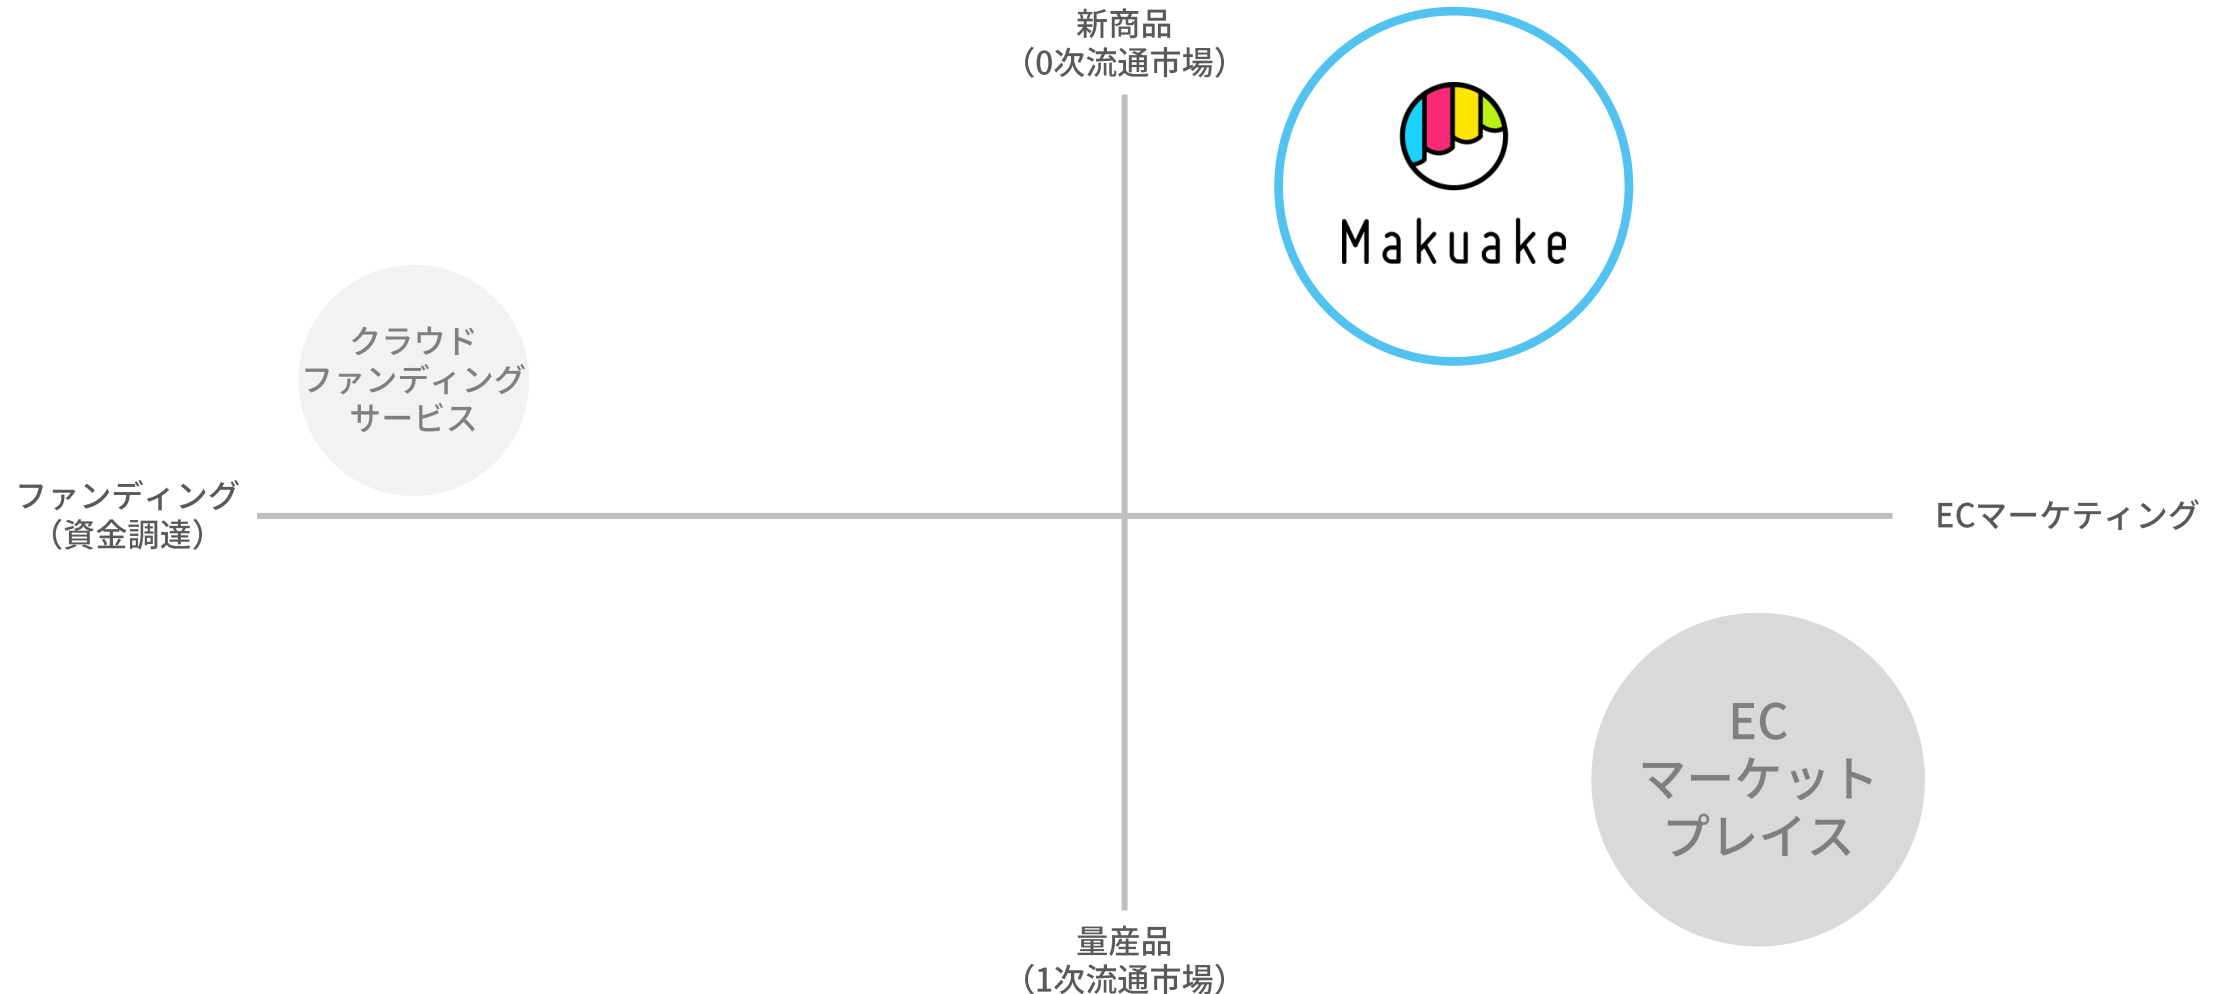 新商品
（0次流通市場）
Makuake
クラウド
ファンディング
サービス
ファンディング
（資金調達）
ECマーケティング
EC
マーケット
プレイス
量産品
（1次流通市場）